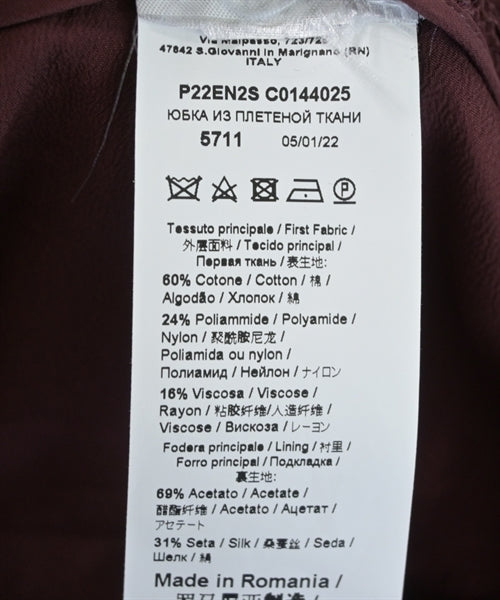 Via Malpasso, 723/725
47842 S.Giovanni in Marignano (RN)
ITALY
P22EN2S C0144025
ЮБКА ИЗ ПЛЕТЕНОЙ ТКАНИ
5711 05/01/22
Tessuto principale / First Fabric /
外层面料 / Tecido principal /
Первая ткань / 表生地:
60% Cotone / Cotton / 棉 /
Algodão / Хлопок / 綿
24% Poliammide / Polyamide /
Nylon / 聚酰胺尼龙 /
Poliamida ou nylon /
Полиамид / Нейлон / ナイロン
16% Viscosa / Viscose /
Rayon / 粘胶纤维/人造纤维 /
Viscose / Вискоза / レーヨン
Fodera principale / Lining / 衬里 /
Forro principal / Подкладка /
裏生地:
69% Acetato / Acetate /
醋酯纤维 / Acetato / Ацетат /
アセテート
31% Seta / Silk / 桑蚕丝 / Seda /
Шелк / 絹
Made in Romania /